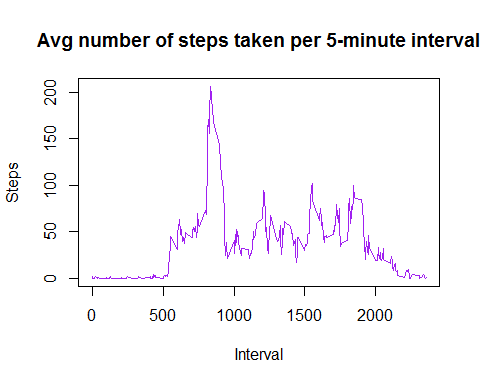 Avg number of steps taken per 5-minute interval
200
150
100
50
0
Steps
0 500 1000 1500 2000
Interval